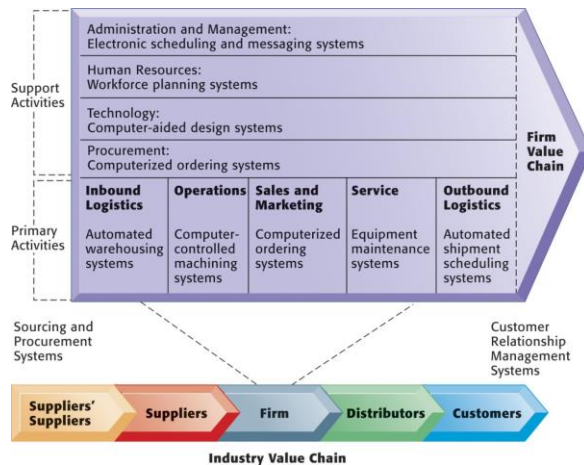 Administration and Management:
Electronic scheduling and messaging systems
Support
Activities
Human Resources:
Workforce planning systems
Technology:
Computer-aided design systems
Procurement:
Computerized ordering systems
Firm
Value
Chain
Primary
Activities
Inbound
Logistics
Automated
warehousing
systems
Operations
Computer-
controlled
machining
systems
Sales and
Marketing
Computerized
ordering
systems
Service
Equipment
maintenance
systems
Outbound
Logistics
Automated
shipment
scheduling
systems
Sourcing and
Procurement
Systems
Customer
Relationship
Management
Systems
Suppliers'
Suppliers
Suppliers
Firm
Distributors
Customers
Industry Value Chain